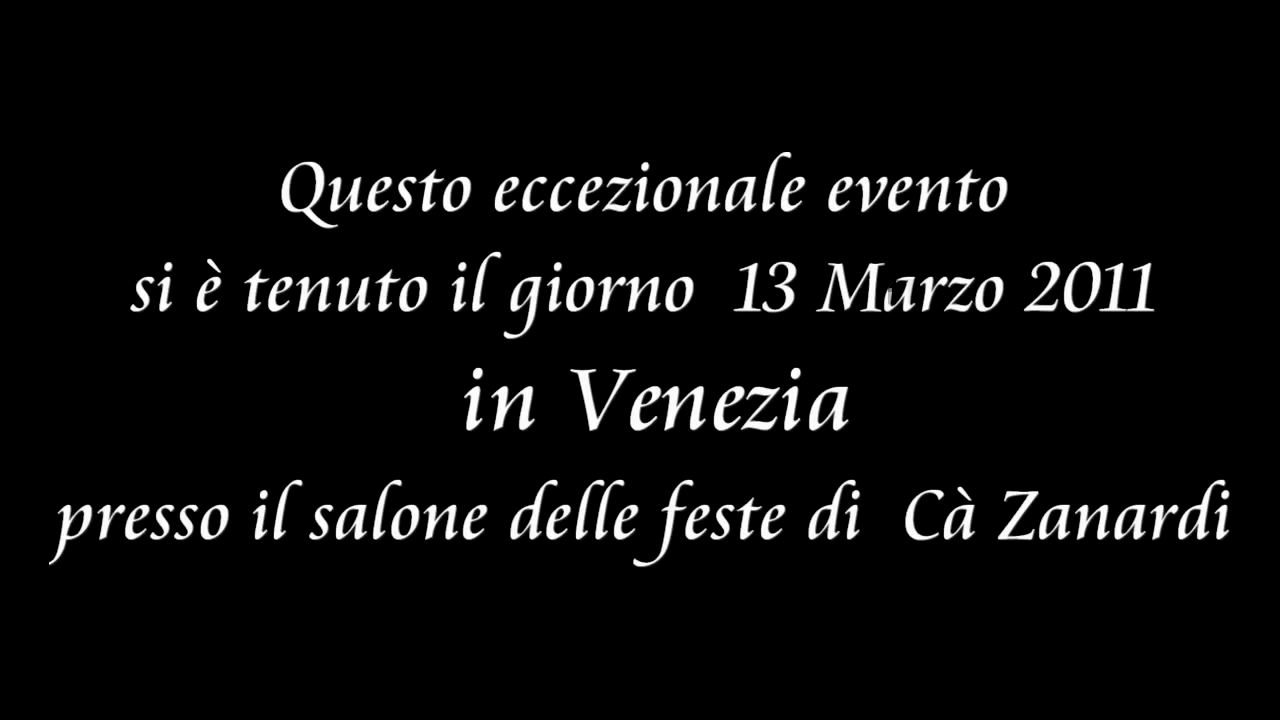 Questo eccezionale evento
si è tenuto il giorno 13 Marzo 2011
in Venezia
presso il salone delle feste di Cà Zanardi